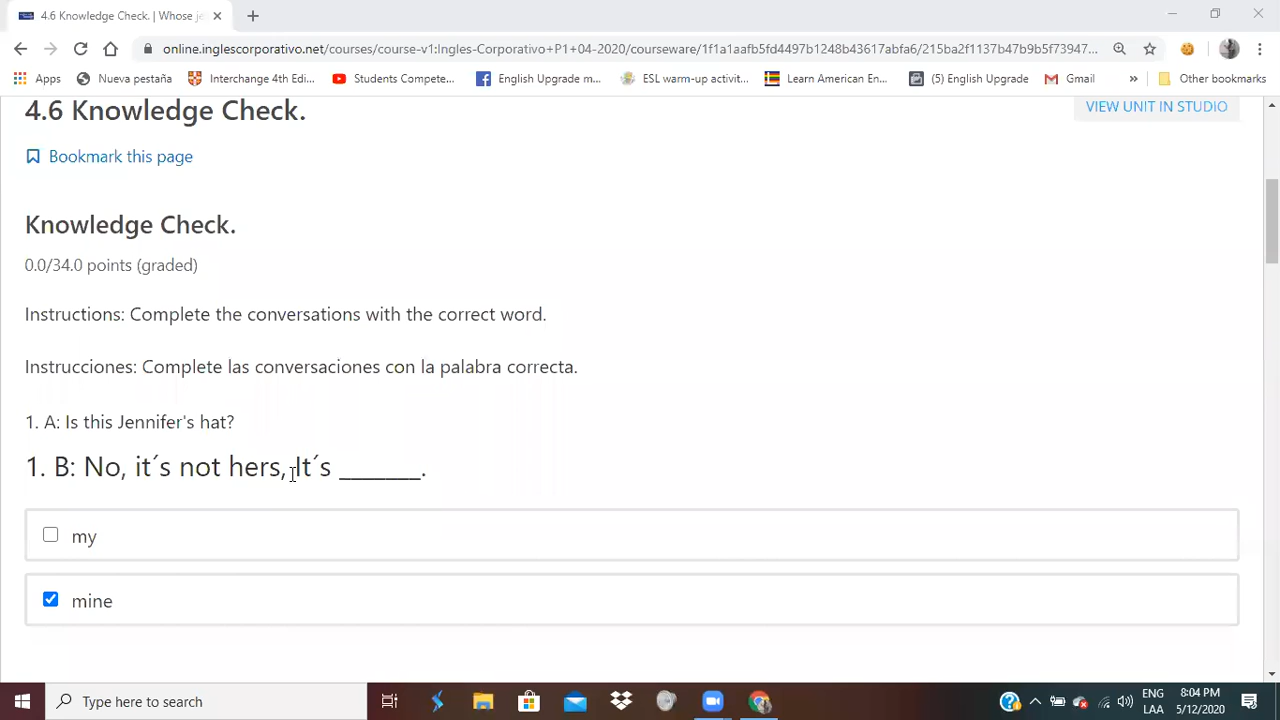 4.6 Knowledge Check. | Whose je
online.inglescorporativo.net/courses/course-v1:Ingles-Corporativo+P1+04-2020/courseware/1f1a1aafb5fd4497b1248b43617abfa6/215ba2f1137b47b9b5f73947...
Apps Nueva pestaña Interchange 4th Edi... Students Compete... English Upgrade m... ESL warm-up activit... Learn American En... (5) English Upgrade Gmail » Other bookmarks
4.6 Knowledge Check.
VIEW UNIT IN STUDIO
Bookmark this page
Knowledge Check.
0.0/34.0 points (graded)
Instructions: Complete the conversations with the correct word.
Instrucciones: Complete las conversaciones con la palabra correcta.
1. A: Is this Jennifer's hat?
1. B: No, it´s not hers, It´s _______.
my
mine
Type here to search
ENG
LAA
8:04 PM
5/12/2020